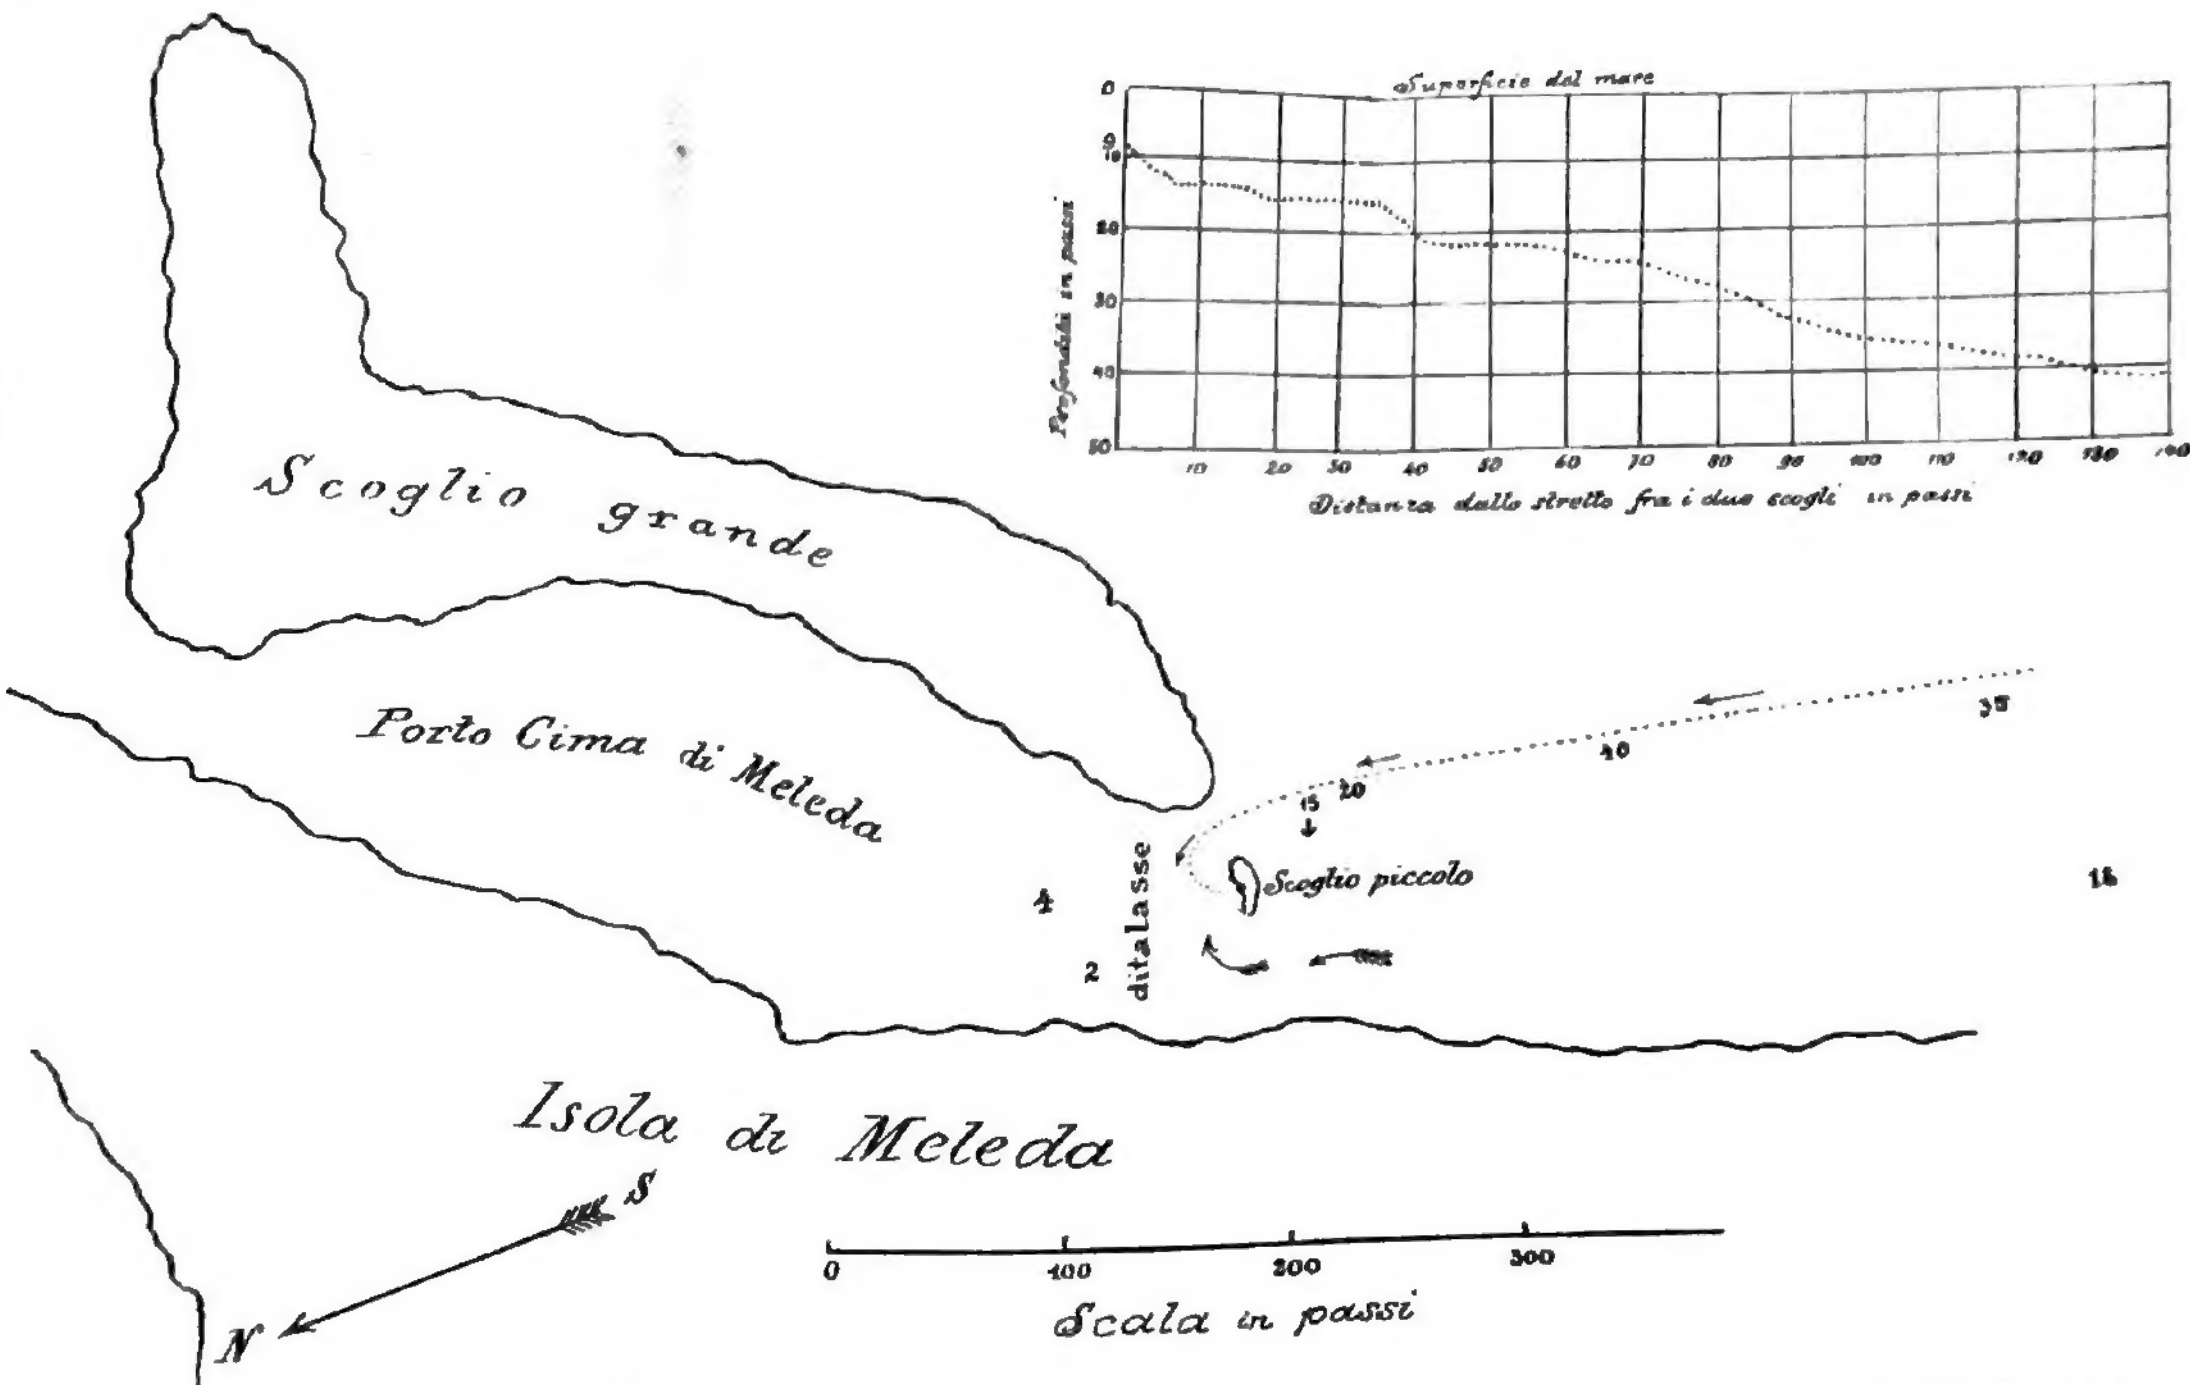 Superficie del mare
0
9
10
20
30
40
50
Profondità in passi
10 20 30 40 50 60 70 80 90 100 110 120 130 140
Distanza dallo stretto fra i due scogli in passi
Scoglio grande
Porto Cima di Meleda
35
40
15 20
Scoglio piccolo
4
ditalasse
2
Isola di Meleda
S
N
0 100 200 300
Scala in passi